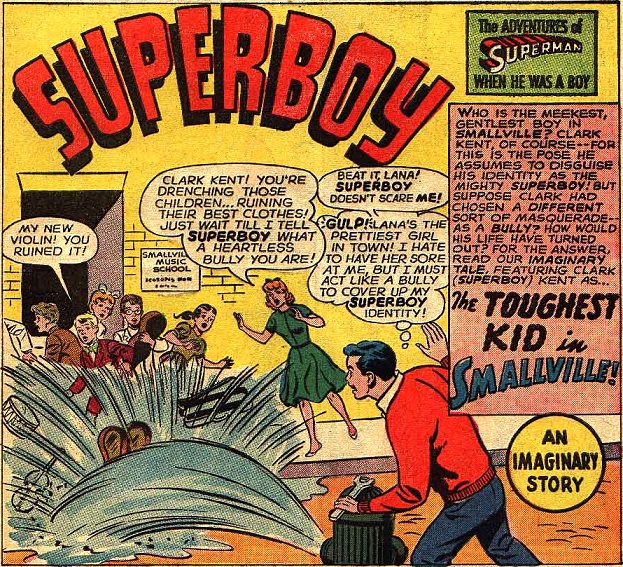 SUPERBOY
The ADVENTURES of
SUPERMAN
WHEN HE WAS A BOY
WHO IS THE MEEKEST,
GENTLEST BOY IN
SMALLVILLE? CLARK
KENT, OF COURSE--FOR
THIS IS THE POSE HE
ASSUMES TO DISGUISE
HIS IDENTITY AS THE
MIGHTY SUPERBOY! BUT
SUPPOSE CLARK HAD
CHOSEN A DIFFERENT
SORT OF MASQUERADE--
AS A BULLY? HOW WOULD
HIS LIFE HAVE TURNED
OUT? FOR THE ANSWER,
READ OUR IMAGINARY
TALE, FEATURING CLARK
(SUPERBOY) KENT AS...
The TOUGHEST
KID in
SMALLVILLE!
MY NEW
VIOLIN! YOU
RUINED IT!
CLARK KENT! YOU'RE
DRENCHING THOSE
CHILDREN...RUINING
THEIR BEST CLOTHES!
JUST WAIT TILL I TELL
SUPERBOY WHAT
A HEARTLESS
BULLY YOU ARE!
BEAT IT, LANA!
SUPERBOY
DOESN'T SCARE ME!
:GULP!: LANA'S THE
PRETTIEST GIRL
IN TOWN! I HATE
TO HAVE HER SORE
AT ME, BUT I MUST
ACT LIKE A BULLY
TO COVER UP MY
SUPERBOY
IDENTITY!
SMALLVILL
MUSIC
SCHOOL
AN
IMAGINARY
STORY